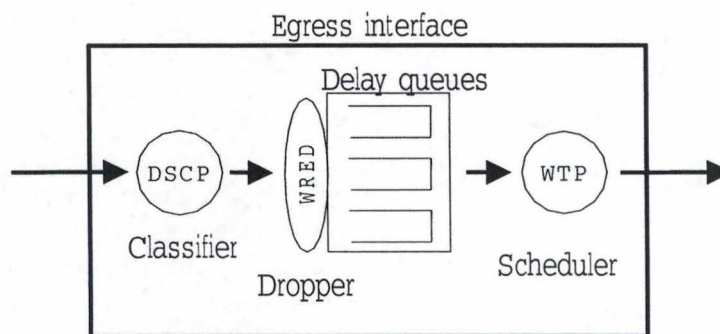 Egress interface
Delay queues
DSCP
WRED
WTP
Classifier
Dropper
Scheduler